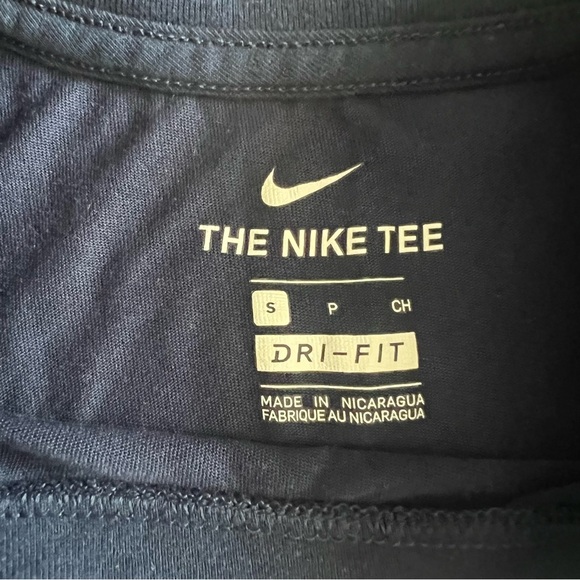 THE NIKE TEE
S P CH
DRI-FIT
MADE IN NICARAGUA
FABRIQUE AU NICARAGUA